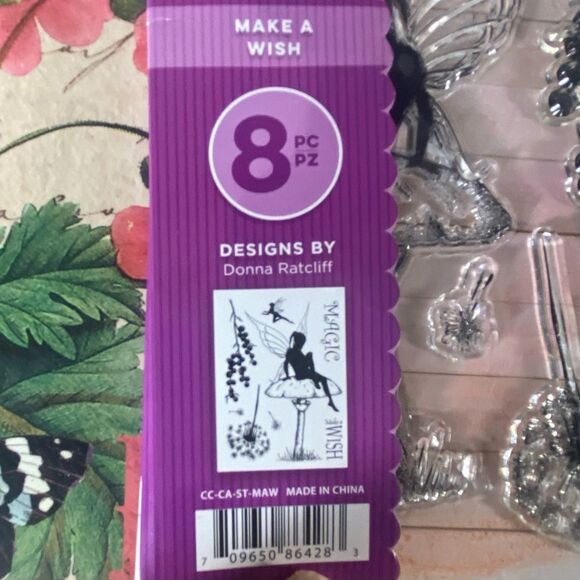 MAKE A
WISH
8 PC
PZ
DESIGNS BY
Donna Ratcliff
MAGIC
WISH
CC-CA-ST-MAW MADE IN CHINA
7 09650 86428 3